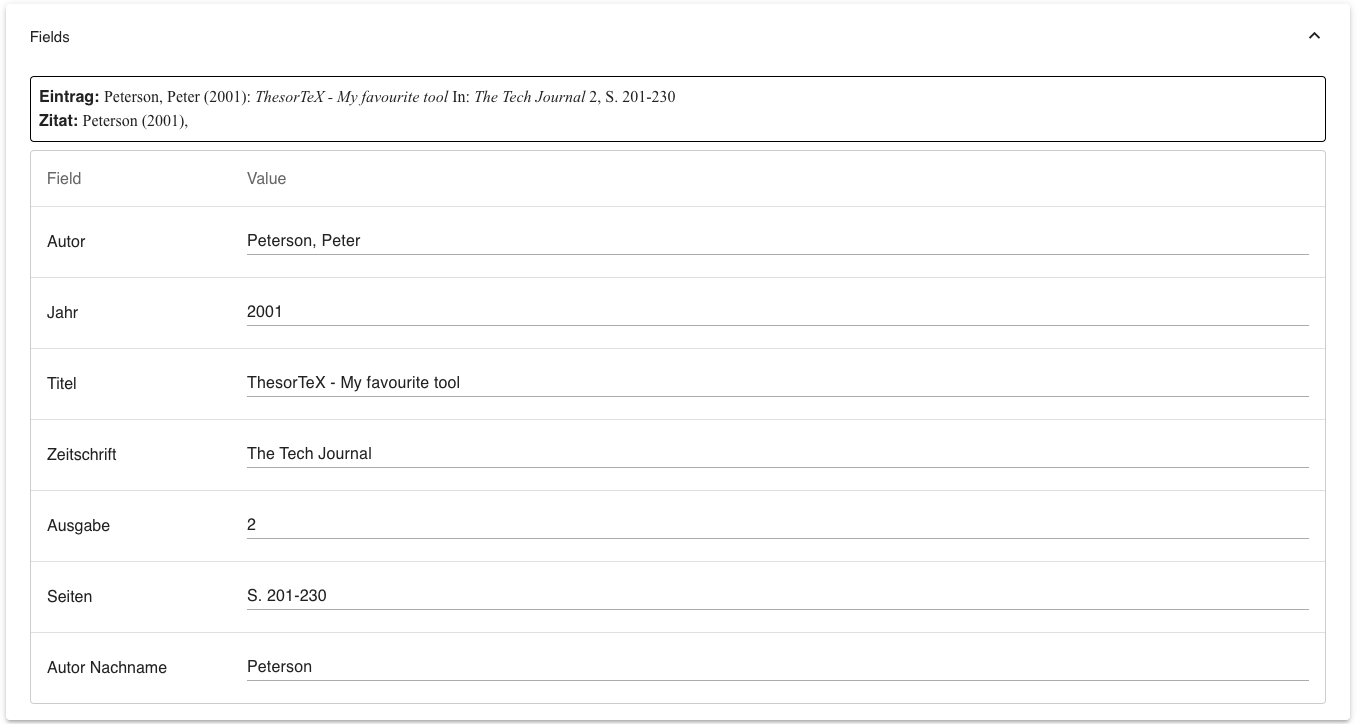 Fields
Eintrag: Peterson, Peter (2001): ThesorTeX - My favourite tool In: The Tech Journal 2, S. 201-230
Zitat: Peterson (2001),
Field Value
Autor Peterson, Peter
Jahr 2001
Titel ThesorTeX - My favourite tool
Zeitschrift The Tech Journal
Ausgabe 2
Seiten S. 201-230
Autor Nachname Peterson